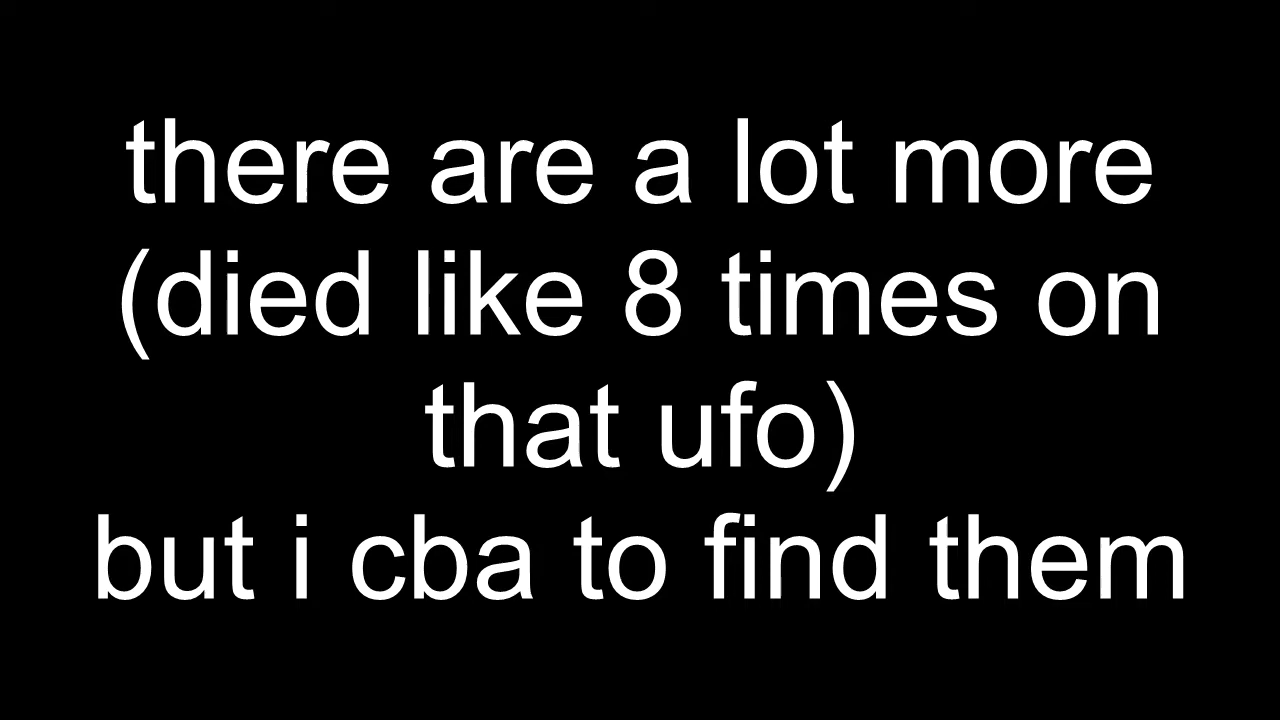 there are a lot more
(died like 8 times on
that ufo)
but i cba to find them